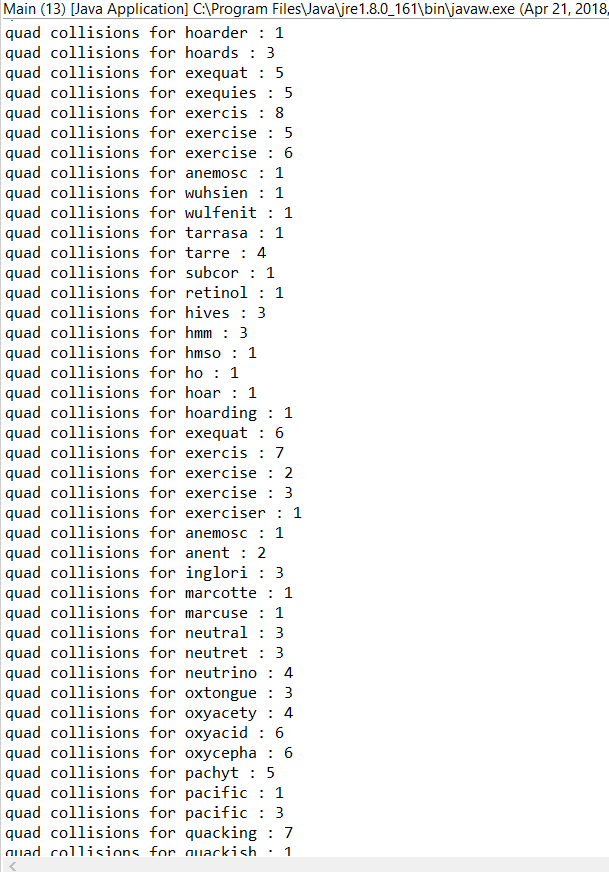 Main (13) [Java Application] C:\Program Files\Java\jre1.8.0_161\bin\javaw.exe (Apr 21, 2018,
quad collisions for hoarder : 1
quad collisions for hoards : 3
quad collisions for exequat : 5
quad collisions for exequies : 5
quad collisions for exercis : 8
quad collisions for exercise : 5
quad collisions for exercise : 6
quad collisions for anemosc : 1
quad collisions for wuhsien : 1
quad collisions for wulfenit : 1
quad collisions for tarrasa : 1
quad collisions for tarre : 4
quad collisions for subcor : 1
quad collisions for retinol : 1
quad collisions for hives : 3
quad collisions for hmm : 3
quad collisions for hmso : 1
quad collisions for ho : 1
quad collisions for hoar : 1
quad collisions for hoarding : 1
quad collisions for exequat : 6
quad collisions for exercis : 7
quad collisions for exercise : 2
quad collisions for exercise : 3
quad collisions for exerciser : 1
quad collisions for anemosc : 1
quad collisions for anent : 2
quad collisions for inglori : 3
quad collisions for marcotte : 1
quad collisions for marcuse : 1
quad collisions for neutral : 3
quad collisions for neutret : 3
quad collisions for neutrino : 4
quad collisions for oxtongue : 3
quad collisions for oxyacety : 4
quad collisions for oxyacid : 6
quad collisions for oxycepha : 6
quad collisions for pachyt : 5
quad collisions for pacific : 1
quad collisions for pacific : 3
quad collisions for quacking : 7
quad collisions for quackish : 1